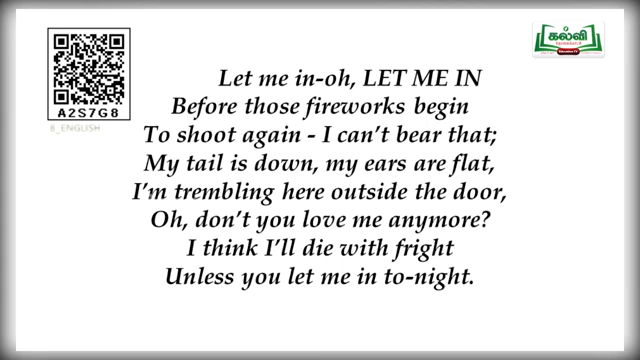 கல்வி
Education TV
A2S7G8
8_ENGLISH
Let me in-oh, LET ME IN
Before those fireworks begin
To shoot again - I can't bear that;
My tail is down, my ears are flat,
I'm trembling here outside the door,
Oh, don't you love me anymore?
I think I'll die with fright
Unless you let me in to-night.